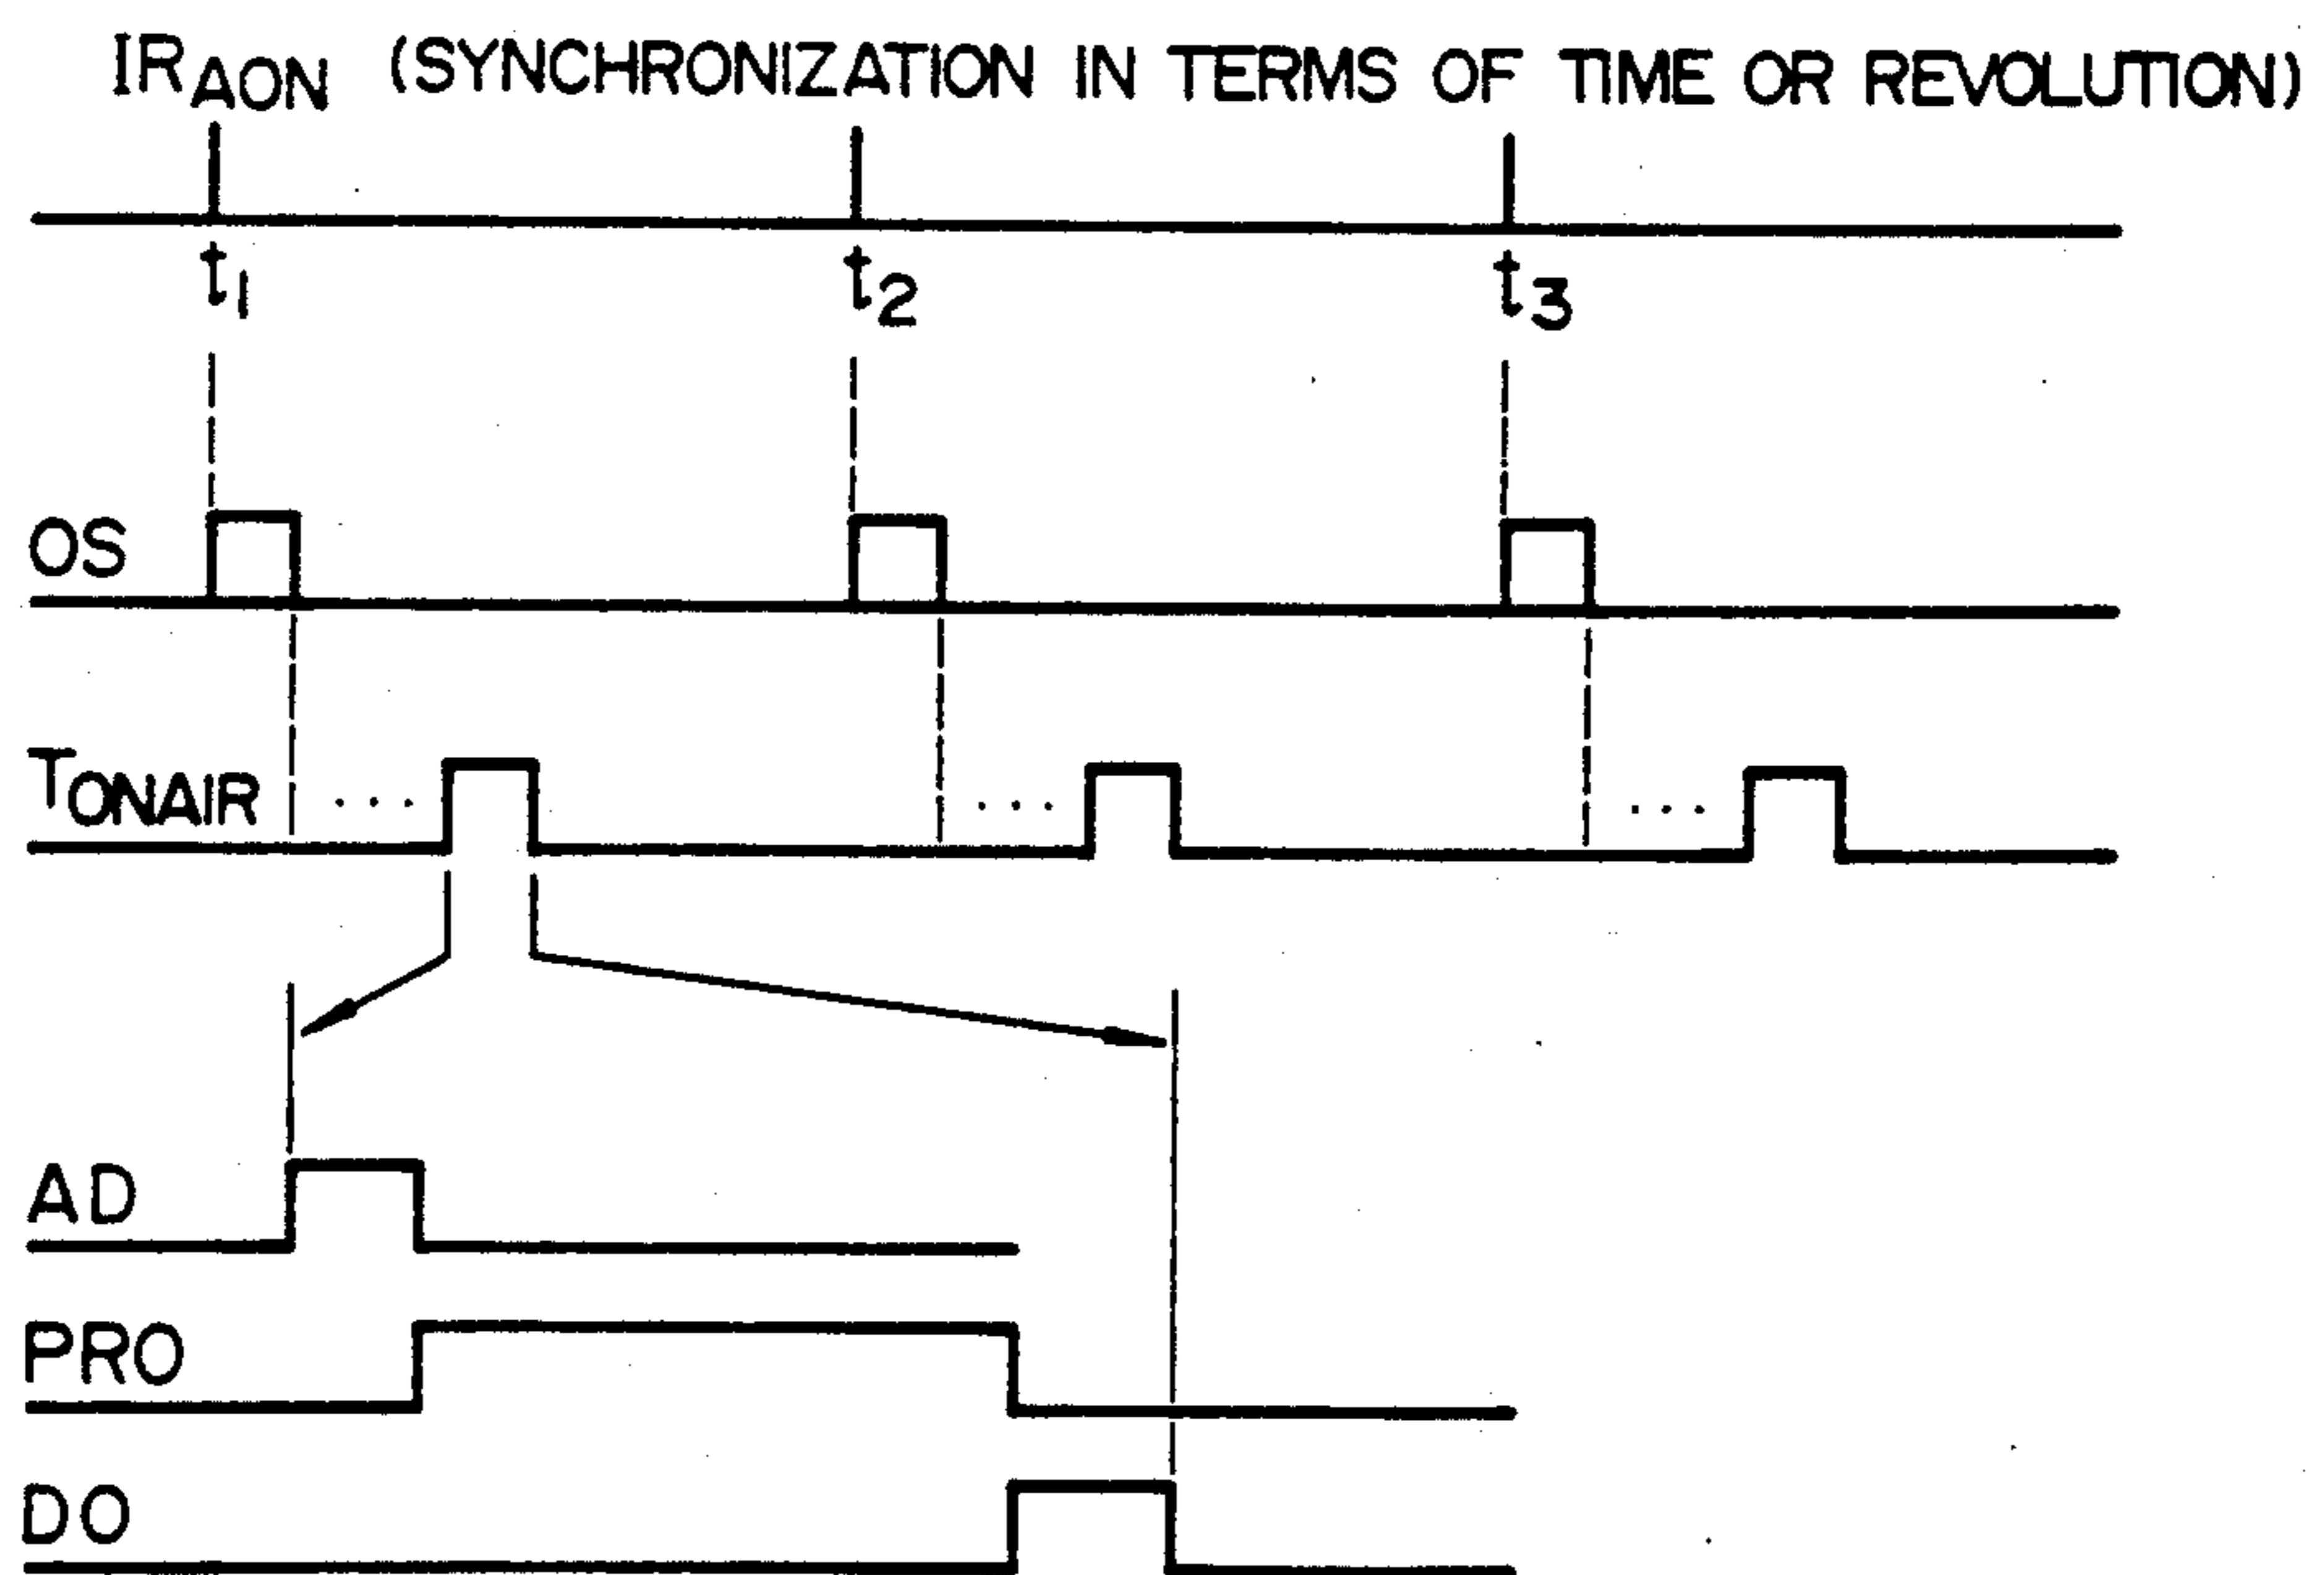 IRAON (SYNCHRONIZATION IN TERMS OF TIME OR REVOLUTION)
t1 t2 t3
OS
TONAIR ... ... ...
AD
PRO
DO